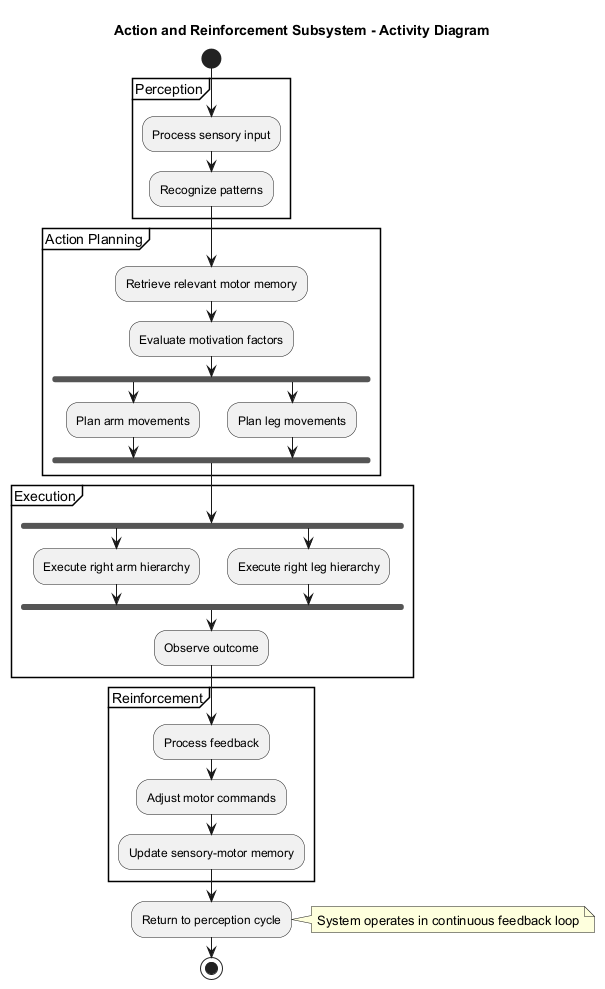 Action and Reinforcement Subsystem - Activity Diagram
Perception
Process sensory input
Recognize patterns
Action Planning
Retrieve relevant motor memory
Evaluate motivation factors
Plan arm movements
Plan leg movements
Execution
Execute right arm hierarchy
Execute right leg hierarchy
Observe outcome
Reinforcement
Process feedback
Adjust motor commands
Update sensory-motor memory
Return to perception cycle
System operates in continuous feedback loop